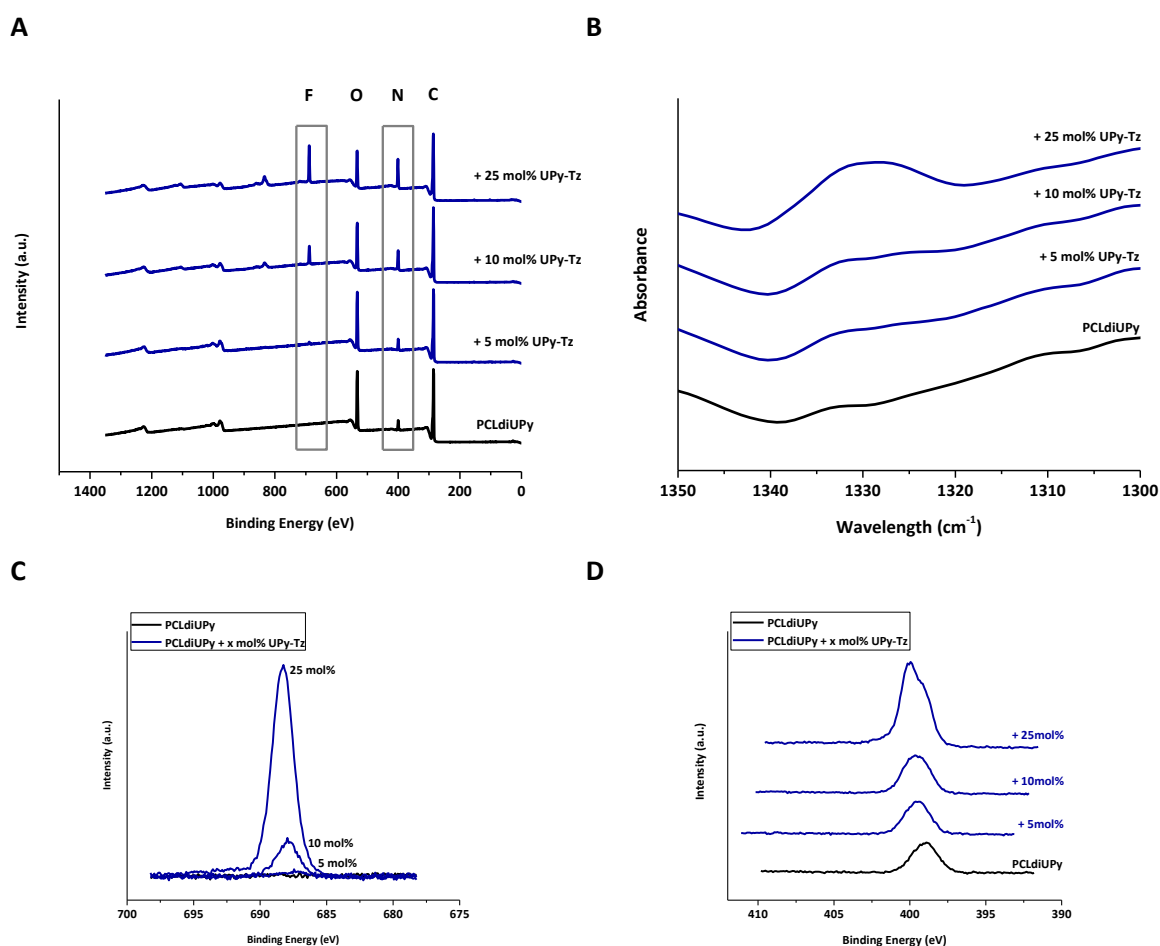 A
F O N C
+ 25 mol% UPy-Tz
+ 10 mol% UPy-Tz
+ 5 mol% UPy-Tz
PCLdiUPy
Intensity (a.u.)
1400 1200 1000 800 600 400 200 0
Binding Energy (eV)
B
+ 25 mol% UPy-Tz
+ 10 mol% UPy-Tz
+ 5 mol% UPy-Tz
PCLdiUPy
Absorbance
1350 1340 1330 1320 1310 1300
Wavelength (cm⁻¹)
C
PCLdiUPy
PCLdiUPy + x mol% UPy-Tz
25 mol%
10 mol%
5 mol%
Intensity (a.u.)
700 695 690 685 680 675
Binding Energy (eV)
D
PCLdiUPy
PCLdiUPy + x mol% UPy-Tz
+ 25mol%
+ 10mol%
+ 5mol%
PCLdiUPy
Intensity (a.u.)
410 405 400 395 390
Binding Energy (eV)